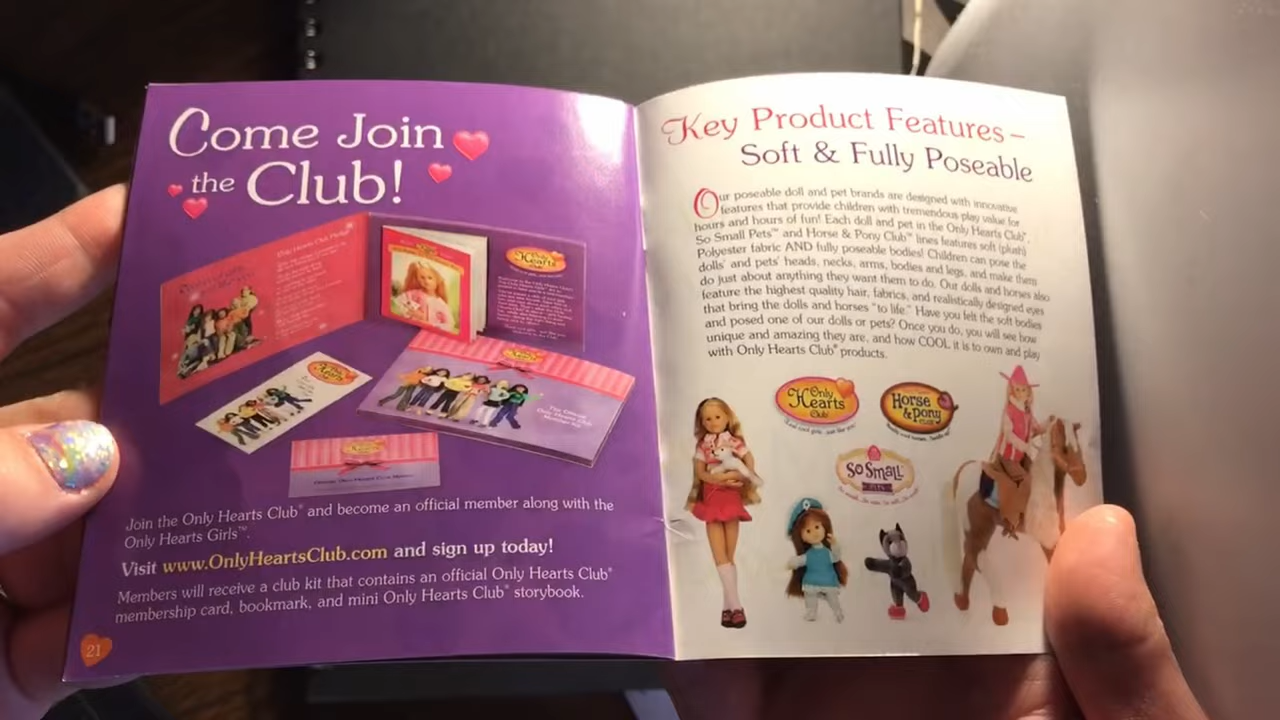 Come Join
the Club!
Only Hearts Club
Only
Hearts
Club
Join the Only Hearts Club® and become an official member along with the
Only Hearts Girls™.
Visit www.OnlyHeartsClub.com and sign up today!
Members will receive a club kit that contains an official Only Hearts Club®
membership card, bookmark, and mini Only Hearts Club® storybook.
21
Key Product Features –
Soft & Fully Poseable
Our poseable doll and pet brands are designed with innovative
features that provide children with tremendous play value for
hours and hours of fun! Each doll and pet in the Only Hearts Club®,
So Small Pets™ and Horse & Pony Club™ lines features soft (plush)
Polyester fabric AND fully poseable bodies! Children can pose the
dolls' and pets' heads, necks, arms, bodies and legs, and make them
do just about anything they want them to do. Our dolls and horses also
feature the highest quality hair, fabrics, and realistically designed eyes
that bring the dolls and horses "to life." Have you felt the soft bodies
and posed one of our dolls or pets? Once you do, you will see how
unique and amazing they are, and how COOL it is to own and play
with Only Hearts Club® products.
Only
Hearts
Club
Horse
& Pony
Club
So Small
Pets